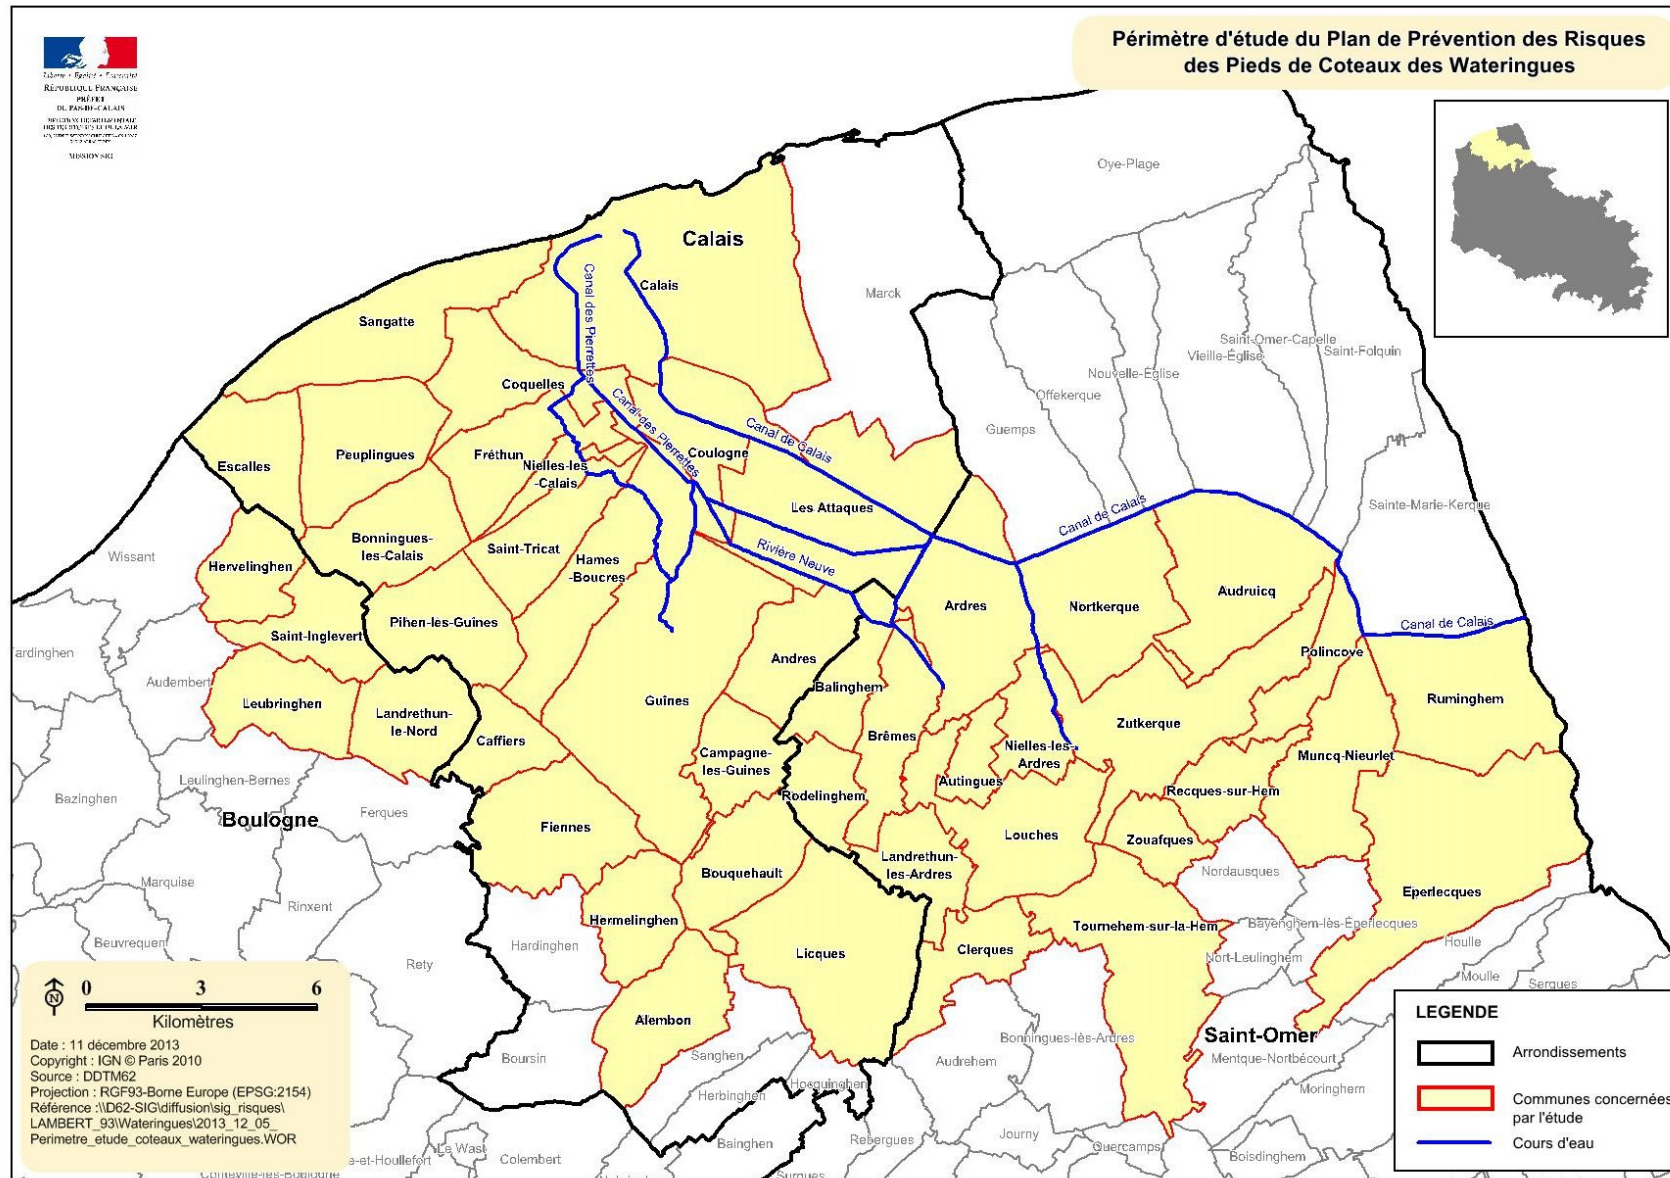 Périmètre d'étude du Plan de Prévention des Risques
des Pieds de Coteaux des Wateringues
Liberté • Égalité • Fraternité
RÉPUBLIQUE FRANÇAISE
PRÉFET
DU PAS-DE-CALAIS
MISSION SIG
Oye-Plage
Calais
Marck
Calais
Canal des Pierrettes
Sangatte
Saint-Omer-Capelle
Vieille-Église
Saint-Folquin
Nouvelle-Église
Offekerque
Guemps
Coquelles
Canal des Pierrettes
Canal de Calais
Coulogne
Peuplingues
Fréthun
Nielles-les
-Calais
Escalles
Les Attaques
Canal de Calais
Sainte-Marie-Kerque
Wissant
Bonningues-
les-Calais
Saint-Tricat
Hames
-Boucres
Rivière Neuve
Hervelinghen
Ardres
Nortkerque
Audruicq
Pihen-les-Guînes
Canal de Calais
Saint-Inglevert
Polincove
ardinghen
Andres
Audembert
Balinghem
Leubringhen
Guînes
Ruminghem
Landrethun-
le-Nord
Zutkerque
Caffiers
Brêmes
Campagne-
les-Guines
Nielles-les-
Ardres
Muncq-Nieurlet
Leulinghen-Bernes
Autingues
Recques-sur-Hem
Bazinghen
Rodelinghem
Ferques
Boulogne
Fiennes
Louches
Zouafques
Landrethun-
les-Ardres
Bouquehault
Nordausques
Marquise
Eperlecques
Rinxent
Hermelinghen
Tournehem-sur-la-Hem
Bayenghem-lès-Éperlecques
Beuvrequen
Hardinghen
Clerques
Houlle
Licques
Nort-Leulinghem
Rety
Moulle
Serques
Alembon
Saint-Omer
Bonningues-lès-Ardres
Boursin
Sanghen
Audrehem
Mentque-Nortbécourt
Hocquinghen
Moringhem
Herbinghen
Journy
Rebergues
Bainghen
Quercamps
Le Wast
Boisdinghem
Colembert
e-et-Houllefort
Surques
0 3 6
Kilomètres
N
Date : 11 décembre 2013
Copyright : IGN © Paris 2010
Source : DDTM62
Projection : RGF93-Borne Europe (EPSG:2154)
Référence :\\D62-SIG\diffusion\sig_risques\
LAMBERT_93\Wateringues\2013_12_05_
Perimetre_etude_coteaux_wateringues.WOR
LEGENDE
Arrondissements
Communes concernées
par l'étude
Cours d'eau